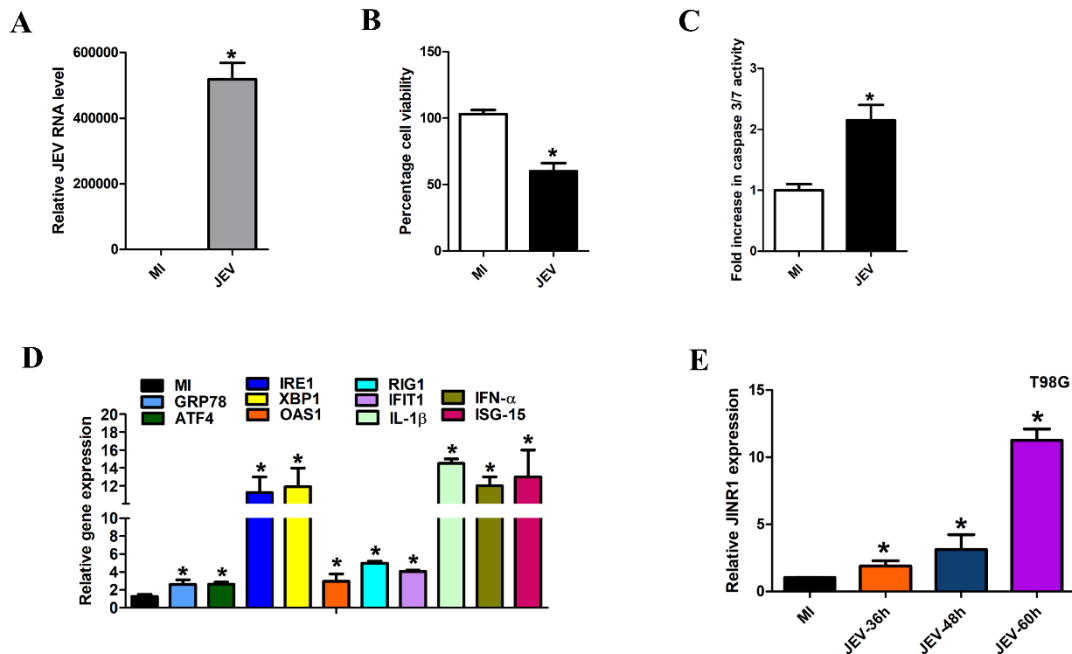 A
Relative JEV RNA level
600000
400000
200000
0
*
MI
JEV
B
Percentage cell viability
150
100
50
0
*
MI
JEV
C
Fold increase in caspase 3/7 activity
3
2
1
0
*
MI
JEV
D
MI
GRP78
ATF4
IRE1
XBP1
OAS1
RIG1
IFIT1
IL-1β
IFN-α
ISG-15
Relative gene expression
20
18
16
14
12
10
8
6
4
2
0
* * * * * * * * * *
E
T98G
Relative JINR1 expression
15
10
5
0
* * *
MI
JEV-36h
JEV-48h
JEV-60h